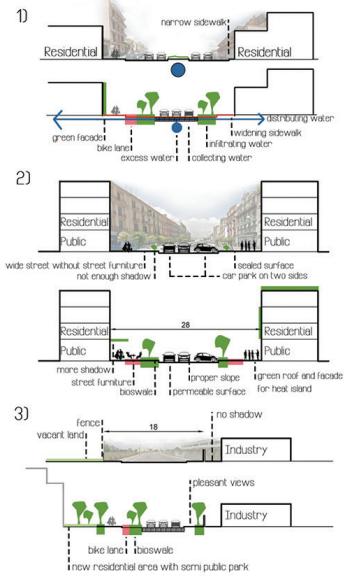 1)
narrow sidewalk
Residential
Residential
distributing water
green facade
widening sidewalk
bike lane
infiltrating water
excess water
collecting water
2)
Residential
Public
Residential
Public
wide street without street furniture
sealed surface
not enough shadow
car park on two sides
28
Residential
Public
Residential
Public
more shadow
proper slope
green roof and facade
street furniture
permeable surface
for heat island
bioswale
3)
no shadow
fence
18
vacant land
Industry
pleasant views
Industry
bike lane
bioswale
new residential area with semi public park